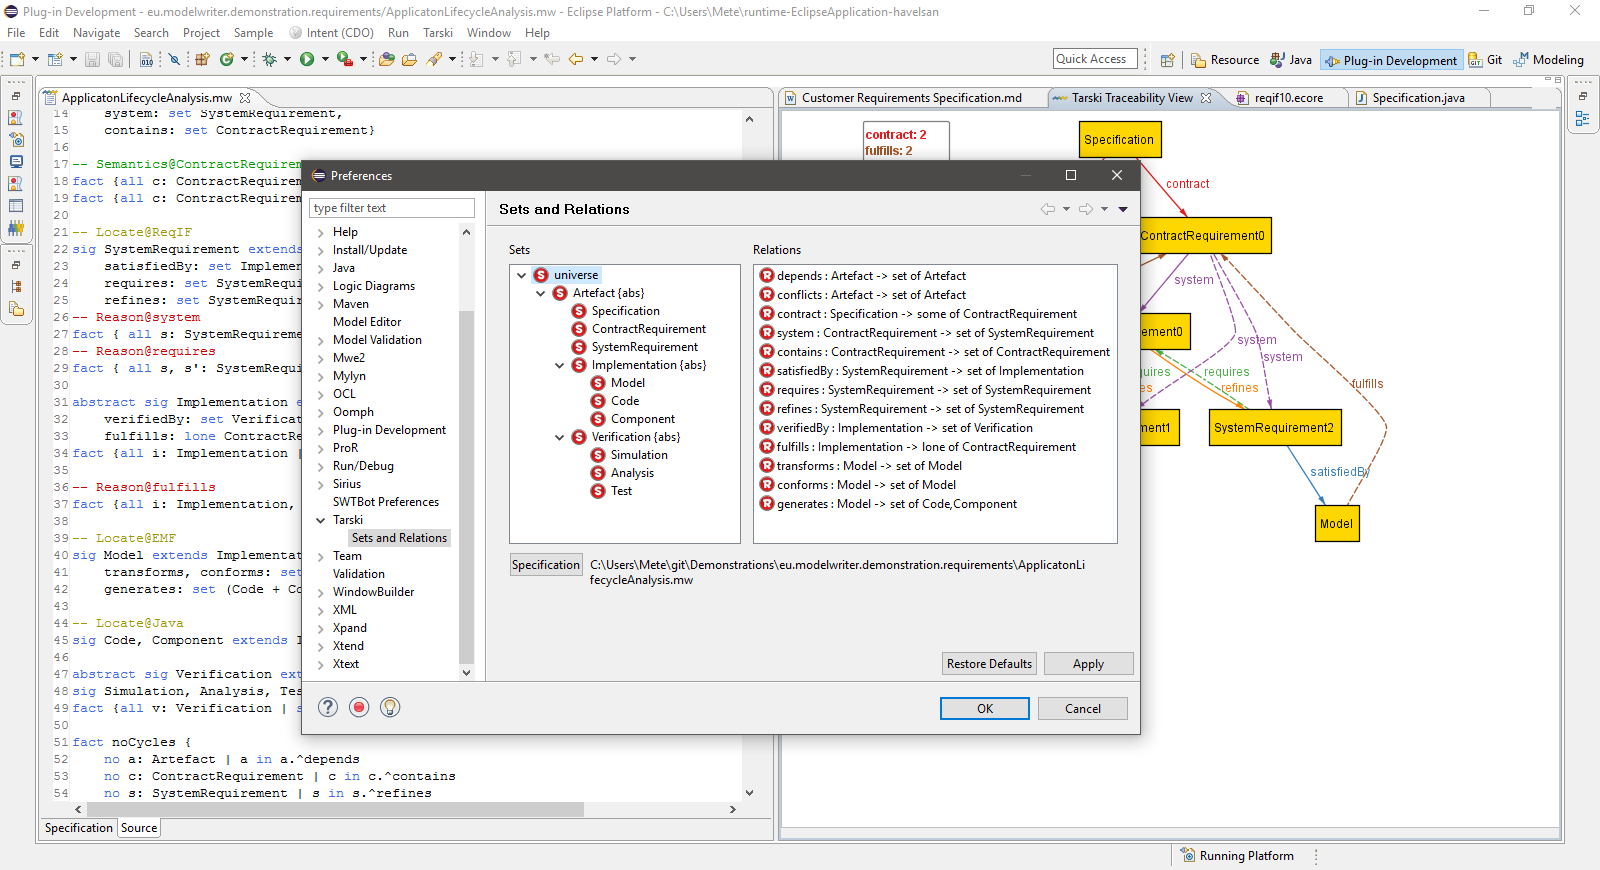 Plug-in Development - eu.modelwriter.demonstration.requirements/ApplicatonLifecycleAnalysis.mw - Eclipse Platform - C:\Users\Mete\runtime-EclipseApplication-havelsan
File Edit Navigate Search Project Sample Intent (CDO) Run Tarski Window Help
Quick Access Resource Java Plug-in Development Git Modeling
ApplicatonLifecycleAnalysis.mw
14 system: set SystemRequirement,
15 contains: set ContractRequirement}
16
17 -- Semantics@ContractRequirem
18 fact {all c: ContractRequirem
19 fact {all c: ContractRequirem
20
21 -- Locate@ReqIF
22 sig SystemRequirement extends
23 satisfiedBy: set Implem
24 requires: set SystemReq
25 refines: set SystemRequi
26 -- Reason@system
27 fact { all s: SystemRequireme
28 -- Reason@requires
29 fact { all s, s': SystemRequi
30
31 abstract sig Implementation e
32 verifiedBy: set Verificat
33 fulfills: lone ContractRe
34 fact {all i: Implementation |
35
36 -- Reason@fulfills
37 fact {all i: Implementation,
38
39 -- Locate@EMF
40 sig Model extends Implementat
41 transforms, conforms: set
42 generates: set (Code + Co
43
44 -- Locate@Java
45 sig Code, Component extends I
46
47 abstract sig Verification ext
48 sig Simulation, Analysis, Tes
49 fact {all v: Verification | s
50
51 fact noCycles {
52 no a: Artefact | a in a.^depends
53 no c: ContractRequirement | c in c.^contains
54 no s: SystemRequirement | s in s.^refines
Specification Source
Preferences
type filter text
Help
Install/Update
Java
Logic Diagrams
Maven
Model Editor
Model Validation
Mwe2
Mylyn
OCL
Oomph
Plug-in Development
ProR
Run/Debug
Sirius
SWTBot Preferences
Tarski
Sets and Relations
Team
Validation
WindowBuilder
XML
Xpand
Xtend
Xtext
Sets and Relations
Sets
universe
Artefact {abs}
Specification
ContractRequirement
SystemRequirement
Implementation {abs}
Model
Code
Component
Verification {abs}
Simulation
Analysis
Test
Relations
depends : Artefact -> set of Artefact
conflicts : Artefact -> set of Artefact
contract : Specification -> some of ContractRequirement
system : ContractRequirement -> set of SystemRequirement
contains : ContractRequirement -> set of ContractRequirement
satisfiedBy : SystemRequirement -> set of Implementation
requires : SystemRequirement -> set of SystemRequirement
refines : SystemRequirement -> set of SystemRequirement
verifiedBy : Implementation -> set of Verification
fulfills : Implementation -> lone of ContractRequirement
transforms : Model -> set of Model
conforms : Model -> set of Model
generates : Model -> set of Code,Component
Specification C:\Users\Mete\git\Demonstrations\eu.modelwriter.demonstration.requirements\ApplicatonLi
fecycleAnalysis.mw
Restore Defaults Apply
OK Cancel
Customer Requirements Specification.md Tarski Traceability View reqif10.ecore Specification.java
contract: 2
fulfills: 2
Specification
contract
ContractRequirement0
system
ement0
system
system
quires requires
es refines
fulfills
ment1 SystemRequirement2
satisfiedBy
Model
Running Platform